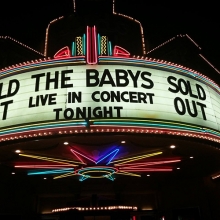 LD THE BABYS SOLD
T LIVE IN CONCERT OUT
TONIGHT